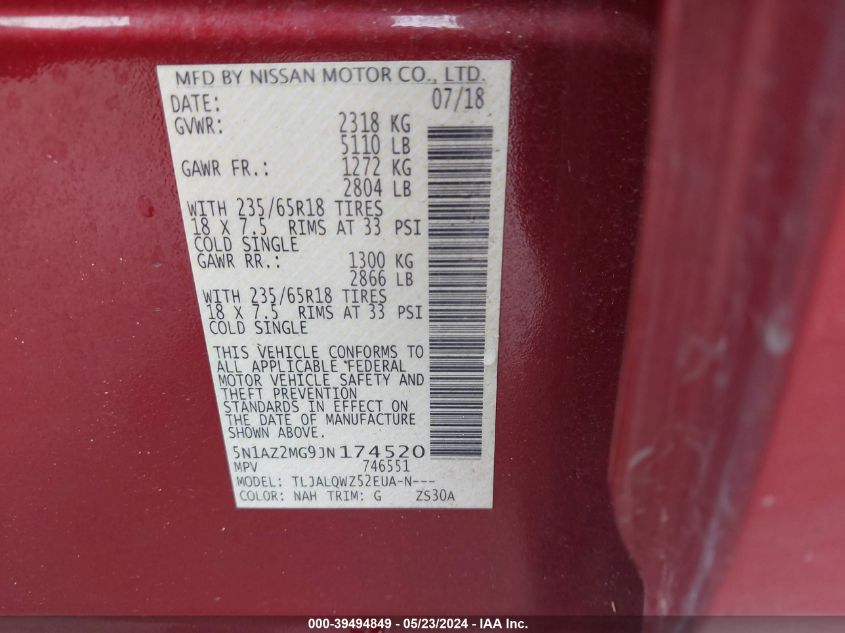 MFD BY NISSAN MOTOR CO., LTD.
DATE: 07/18
GVWR: 2318 KG
5110 LB
GAWR FR.: 1272 KG
2804 LB
WITH 235/65R18 TIRES
18 X 7.5 RIMS AT 33 PSI
COLD SINGLE
GAWR RR.: 1300 KG
2866 LB
WITH 235/65R18 TIRES
18 X 7.5 RIMS AT 33 PSI
COLD SINGLE
THIS VEHICLE CONFORMS TO
ALL APPLICABLE FEDERAL
MOTOR VEHICLE SAFETY AND
THEFT PREVENTION
STANDARDS IN EFFECT ON
THE DATE OF MANUFACTURE
SHOWN ABOVE.
5N1AZ2MG9JN174520
MPV 746551
MODEL: TLJALQWZ52EUA-N---
COLOR: NAH TRIM: G ZS30A
000-39494849 - 05/23/2024 - IAA Inc.